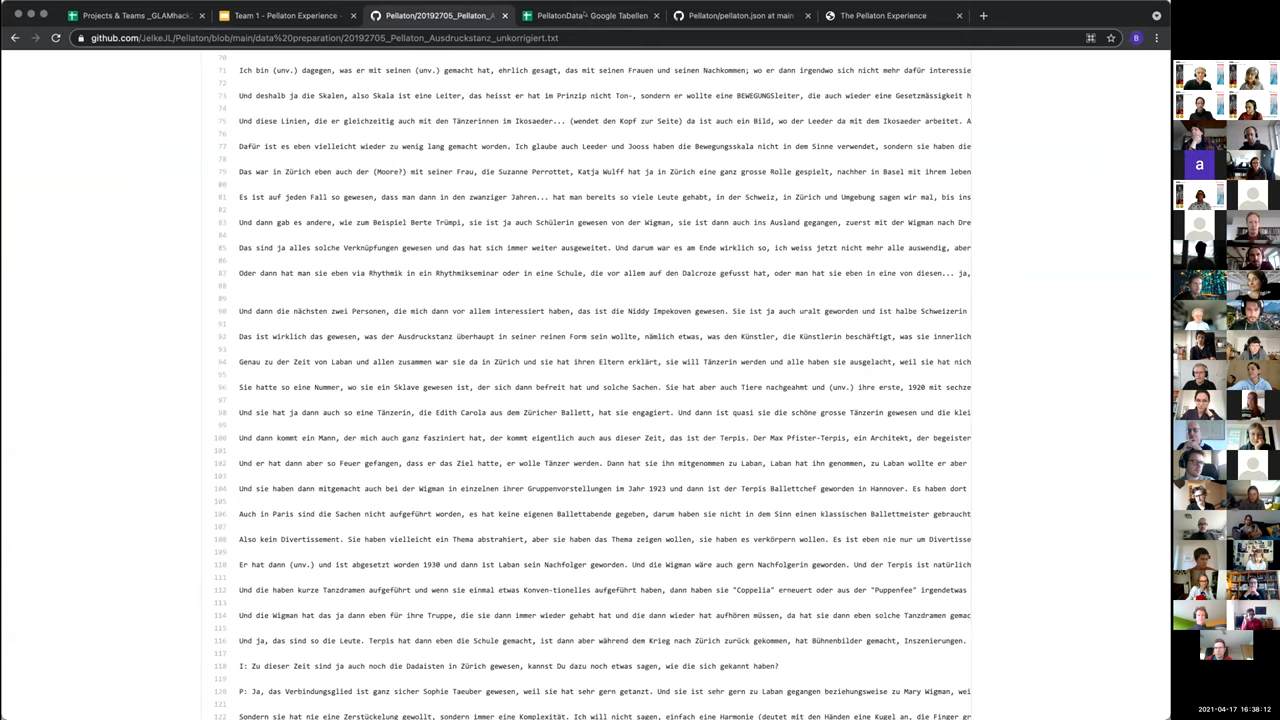 Projects & Teams _GLAMhack2
Team 1 - Pellaton Experience -
Pellaton/20192705_Pellaton_A
PellatonData - Google Tabellen
Pellaton/pellaton.json at main
The Pellaton Experience
github.com/JelkeJL/Pellaton/blob/main/data%20preparation/20192705_Pellaton_Ausdruckstanz_unkorrigiert.txt
B
70
71 Ich bin (unv.) dagegen, was er mit seinen (unv.) gemacht hat, ehrlich gesagt, das mit seinen Frauen und seinen Nachkommen; wo er dann irgendwo sich nicht mehr dafür interessie
72
73 Und deshalb ja die Skalen, also Skala ist eine Leiter, das heisst er hat im Prinzip nicht Ton-, sondern er wollte eine BEWEGUNGSleiter, die auch wieder eine Gesetzmässigkeit h
74
75 Und diese Linien, die er gleichzeitig auch mit den Tänzerinnen im Ikosaeder... (wendet den Kopf zur Seite) da ist auch ein Bild, wo der Leeder da mit dem Ikosaeder arbeitet. A
76
77 Dafür ist es eben vielleicht wieder zu wenig lang gemacht worden. Ich glaube auch Leeder und Jooss haben die Bewegungsskala nicht in dem Sinne verwendet, sondern sie haben die
78
79 Das war in Zürich eben auch der (Moore?) mit seiner Frau, die Suzanne Perrottet, Katja Wulff hat ja in Zürich eine ganz grosse Rolle gespielt, nachher in Basel mit ihrem leben
80
81 Es ist auf jeden Fall so gewesen, dass man dann in den zwanziger Jahren... hat man bereits so viele Leute gehabt, in der Schweiz, in Zürich und Umgebung sagen wir mal, bis ins
82
83 Und dann gab es andere, wie zum Beispiel Berte Trümpi, sie ist ja auch Schülerin gewesen von der Wigman, sie ist dann auch ins Ausland gegangen, zuerst mit der Wigman nach Dre
84
85 Das sind ja alles solche Verknüpfungen gewesen und das hat sich immer weiter ausgeweitet. Und darum war es am Ende wirklich so, ich weiss jetzt nicht mehr alle auswendig, aber
86
87 Oder dann hat man sie eben via Rhythmik in ein Rhythmikseminar oder in eine Schule, die vor allem auf den Dalcroze gefusst hat, oder man hat sie eben in eine von diesen... ja,
88
89
90 Und dann die nächsten zwei Personen, die mich dann vor allem interessiert haben, das ist die Niddy Impekoven gewesen. Sie ist ja auch uralt geworden und ist halbe Schweizerin
91
92 Das ist wirklich das gewesen, was der Ausdruckstanz überhaupt in seiner reinen Form sein wollte, nämlich etwas, was den Künstler, die Künstlerin beschäftigt, was sie innerlich
93
94 Genau zu der Zeit von Laban und allen zusammen war sie da in Zürich und sie hat ihren Eltern erklärt, sie will Tänzerin werden und alle haben sie ausgelacht, weil sie hat nich
95
96 Sie hatte so eine Nummer, wo sie ein Sklave gewesen ist, der sich dann befreit hat und solche Sachen. Sie hat aber auch Tiere nachgeahmt und (unv.) ihre erste, 1920 mit sechze
97
98 Und sie hat ja dann auch so eine Tänzerin, die Edith Carola aus dem Züricher Ballett, hat sie engagiert. Und dann ist quasi sie die schöne grosse Tänzerin gewesen und die klei
99
100 Und dann kommt ein Mann, der mich auch ganz fasziniert hat, der kommt eigentlich auch aus dieser Zeit, das ist der Terpis. Der Max Pfister-Terpis, ein Architekt, der begeister
101
102 Und er hat dann aber so Feuer gefangen, dass er das Ziel hatte, er wolle Tänzer werden. Dann hat sie ihn mitgenommen zu Laban, Laban hat ihn genommen, zu Laban wollte er aber
103
104 Und sie haben dann mitgemacht auch bei der Wigman in einzelnen ihrer Gruppenvorstellungen im Jahr 1923 und dann ist der Terpis Ballettchef geworden in Hannover. Es haben dort
105
106 Auch in Paris sind die Sachen nicht aufgeführt worden, es hat keine eigenen Ballettabende gegeben, darum haben sie nicht in dem Sinn einen klassischen Ballettmeister gebraucht
107
108 Also kein Divertissement. Sie haben vielleicht ein Thema abstrahiert, aber sie haben das Thema zeigen wollen, sie haben es verkörpern wollen. Es ist eben nie nur um Divertisse
109
110 Er hat dann (unv.) und ist abgesetzt worden 1930 und dann ist Laban sein Nachfolger geworden. Und die Wigman wäre auch gern Nachfolgerin geworden. Und der Terpis ist natürlich
111
112 Und die haben kurze Tanzdramen aufgeführt und wenn sie einmal etwas Konven-tionelles aufgeführt haben, dann haben sie "Coppelia" erneuert oder aus der "Puppenfee" irgendetwas
113
114 Und die Wigman hat das ja dann eben für ihre Truppe, die sie dann immer wieder gehabt hat und die dann wieder hat aufhören müssen, da hat sie dann eben solche Tanzdramen gemac
115
116 Und ja, das sind so die Leute. Terpis hat dann eben die Schule gemacht, ist dann aber während dem Krieg nach Zürich zurück gekommen, hat Bühnenbilder gemacht, Inszenierungen.
117
118 I: Zu dieser Zeit sind ja auch noch die Dadaisten in Zürich gewesen, kannst Du dazu noch etwas sagen, wie die sich gekannt haben?
119
120 P: Ja, das Verbindungsglied ist ganz sicher Sophie Taeuber gewesen, weil sie hat sehr gern getanzt. Und sie ist sehr gern zu Laban gegangen beziehungsweise zu Mary Wigman, wei
121
122 Sondern sie hat nie eine Zerstückelung gewollt, sondern immer eine Komplexität. Ich will nicht sagen, einfach eine Harmonie (deutet mit den Händen eine Kugel an, die Finger gr
a
2021-04-17 16:38:12